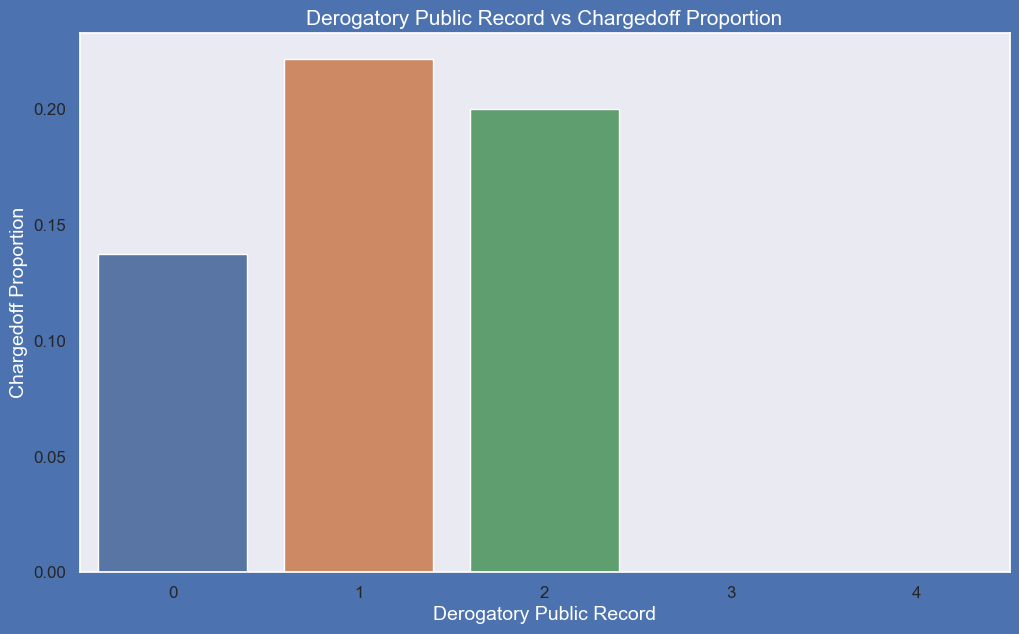 Derogatory Public Record vs Chargedoff Proportion
Chargedoff Proportion
0.20
0.15
0.10
0.05
0.00
0 1 2 3 4
Derogatory Public Record